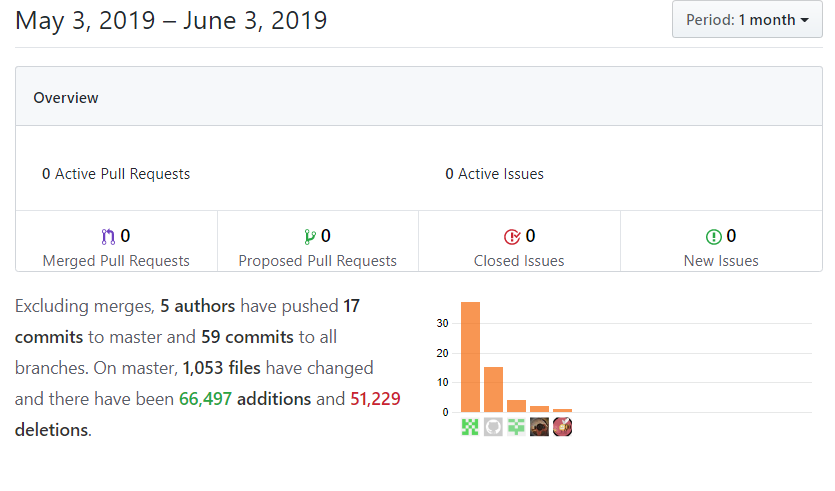 May 3, 2019 – June 3, 2019
Period: 1 month
Overview
0 Active Pull Requests
0 Active Issues
0
Merged Pull Requests
0
Proposed Pull Requests
0
Closed Issues
0
New Issues
Excluding merges, 5 authors have pushed 17
commits to master and 59 commits to all
branches. On master, 1,053 files have changed
and there have been 66,497 additions and 51,229
deletions.
30
20
10
0